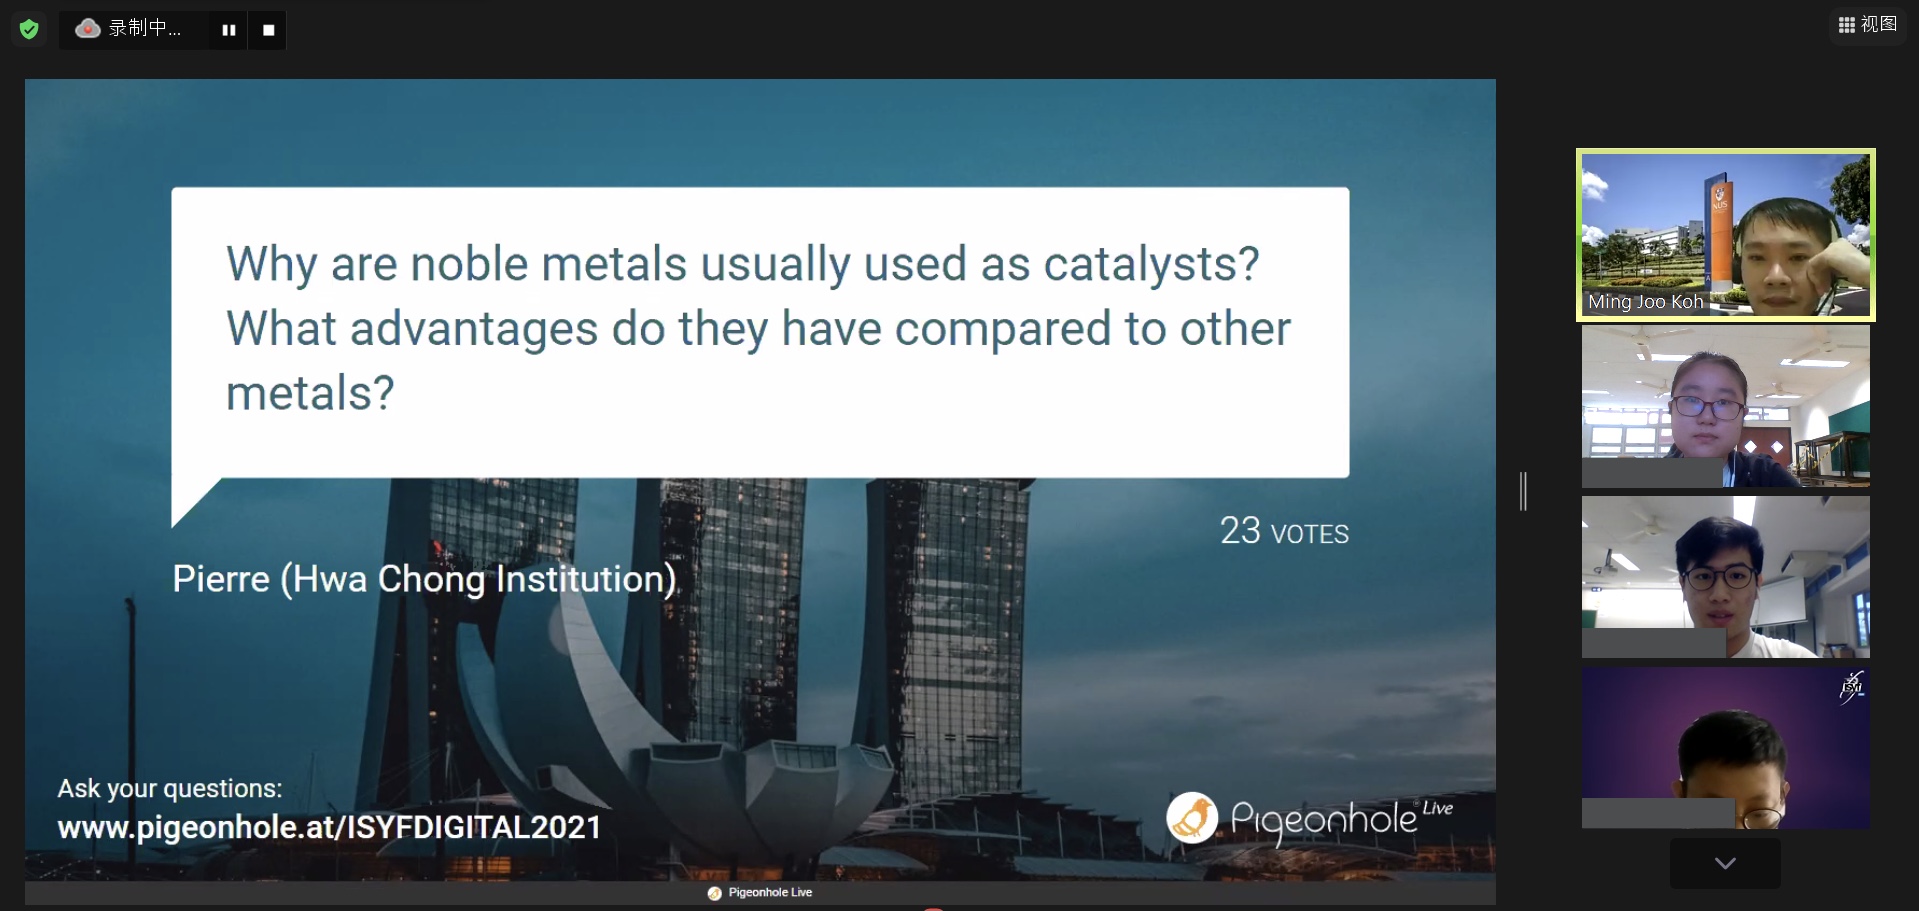 录制中...
视图
Why are noble metals usually used as catalysts?
What advantages do they have compared to other
metals?
23 VOTES
Pierre (Hwa Chong Institution)
Ask your questions:
www.pigeonhole.at/ISYFDIGITAL2021
Pigeonhole Live
Pigeonhole Live
NUS
Ming Joo Koh
ISYF